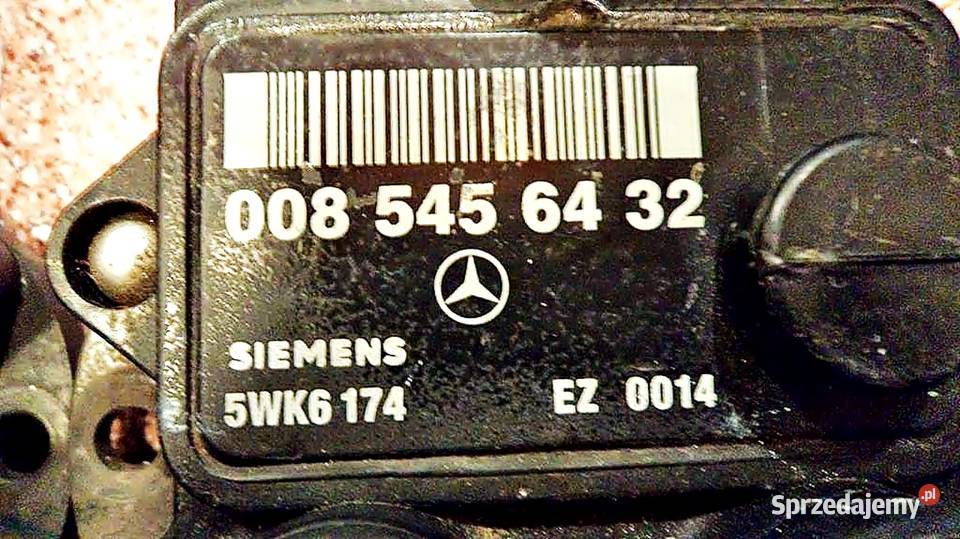 008 545 64 32
SIEMENS
5WK6 174
EZ 0014
Sprzedajemy.pl